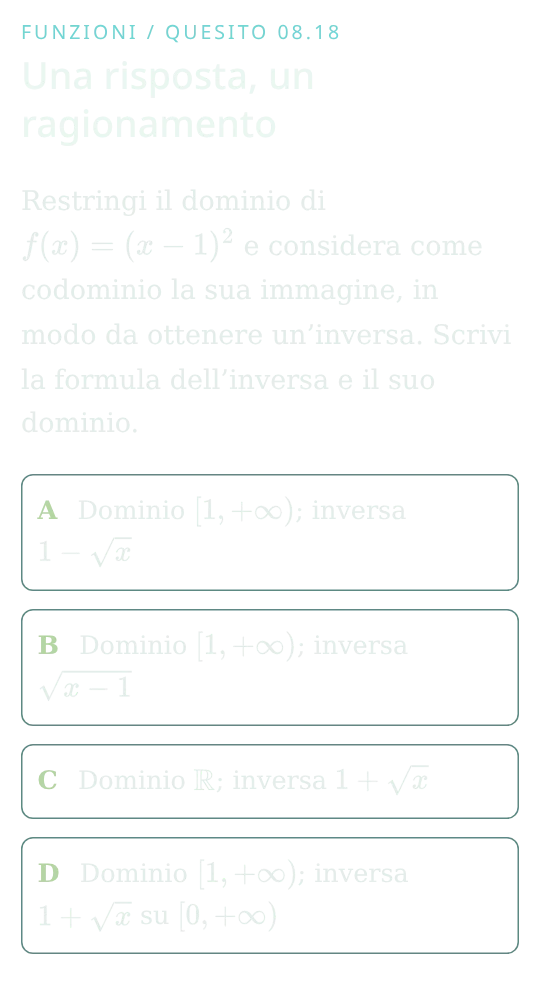 FUNZIONI / QUESITO 08.18
Una risposta, un
ragionamento
Restringi il dominio di
f(x) = (x − 1)² e considera come
codominio la sua immagine, in
modo da ottenere un’inversa. Scrivi
la formula dell’inversa e il suo
dominio.
A Dominio [1, +∞); inversa
1 − √x
B Dominio [1, +∞); inversa
√(x − 1)
C Dominio ℝ; inversa 1 + √x
D Dominio [1, +∞); inversa
1 + √x su [0, +∞)